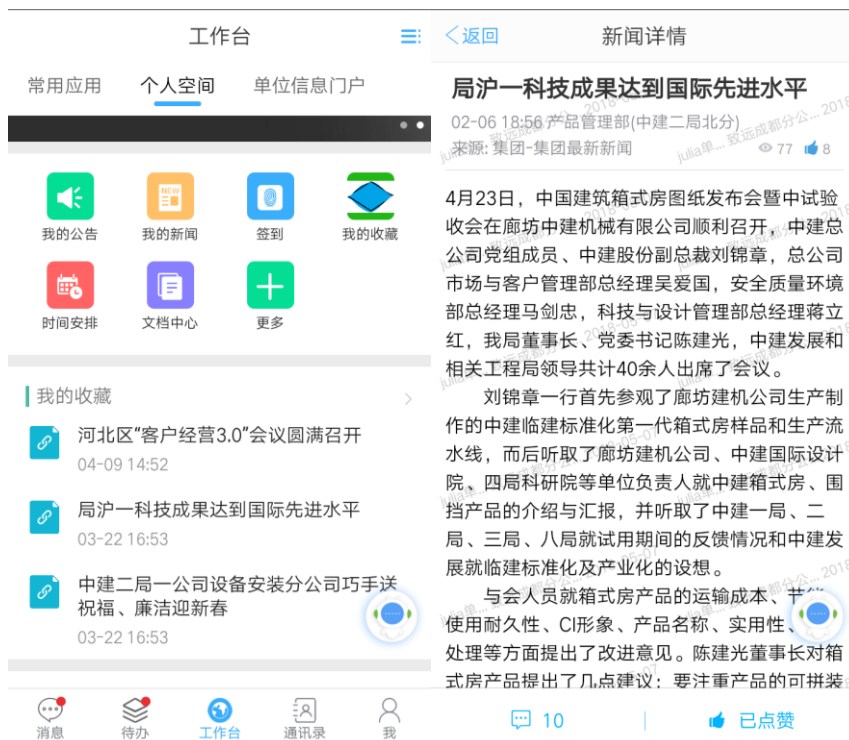 工作台
常用应用 个人空间 单位信息门户
NEW
我的公告 我的新闻 签到 我的收藏
时间安排 文档中心 更多
我的收藏
河北区“客户经营3.0”会议圆满召开
04-09 14:52
局沪一科技成果达到国际先进水平
03-22 16:53
中建二局一公司设备安装分公司巧手送
祝福、廉洁迎新春
03-22 16:53
消息 待办 工作台 通讯录 我
返回 新闻详情
局沪一科技成果达到国际先进水平
02-06 18:56 产品管理部(中建二局北分)
来源: 集团-集团最新新闻 77 8
4月23日，中国建筑箱式房图纸发布会暨中试验
收会在廊坊中建机械有限公司顺利召开，中建总
公司党组成员、中建股份副总裁刘锦章，总公司
市场与客户管理部总经理吴爱国，安全质量环境
部总经理马剑忠，科技与设计管理部总经理蒋立
红，我局董事长、党委书记陈建光，中建发展和
相关工程局领导共计40余人出席了会议。
刘锦章一行首先参观了廊坊建机公司生产制
作的中建临建标准化第一代箱式房样品和生产流
水线，而后听取了廊坊建机公司、中建国际设计
院、四局科研院等单位负责人就中建箱式房、围
挡产品的介绍与汇报，并听取了中建一局、二
局、三局、八局就试用期间的反馈情况和中建发
展就临建标准化及产业化的设想。
与会人员就箱式房产品的运输成本、节能、
使用耐久性、CI形象、产品名称、实用性、
处理等方面提出了改进意见。陈建光董事长对箱
式房产品提出了几点建议：要注重产品的可拼装
10 已点赞